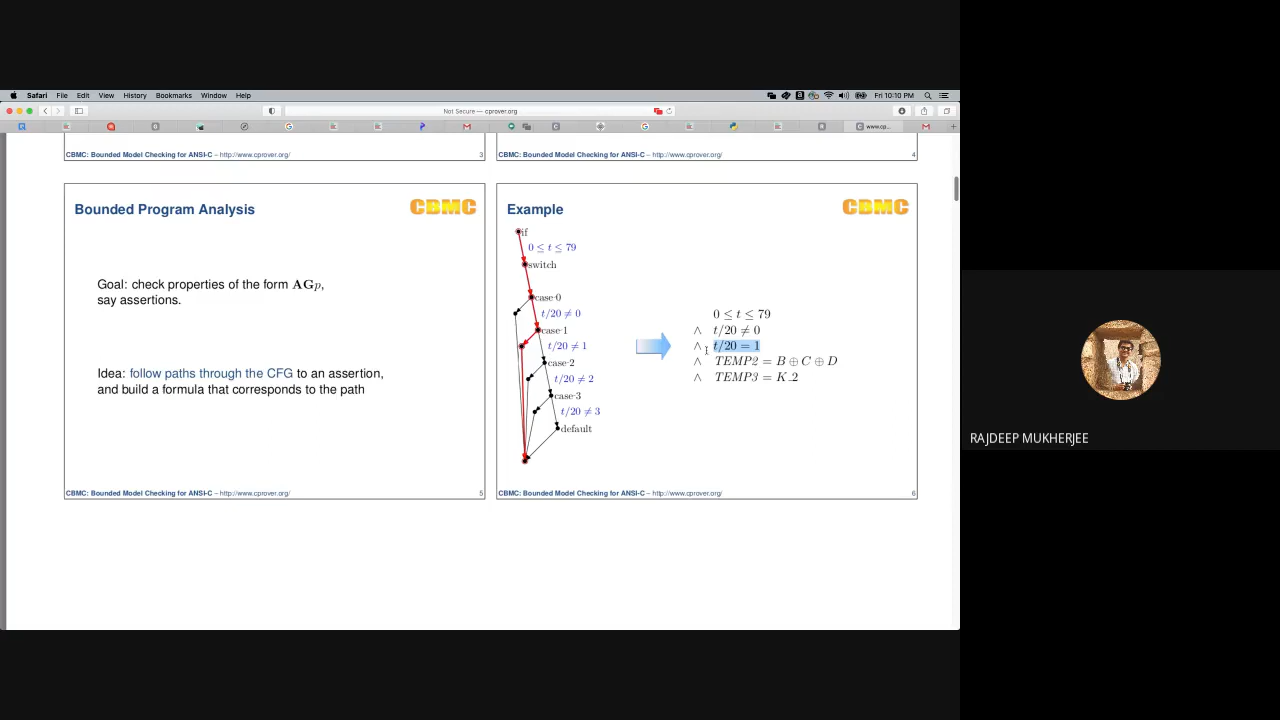 Safari File Edit View History Bookmarks Window Help Fri 10:10 PM
Not Secure — cprover.org
www.cp...
CBMC: Bounded Model Checking for ANSI-C – http://www.cprover.org/ 3
CBMC: Bounded Model Checking for ANSI-C – http://www.cprover.org/ 4
Bounded Program Analysis
CBMC
Goal: check properties of the form AGp,
say assertions.
Idea: follow paths through the CFG to an assertion,
and build a formula that corresponds to the path
CBMC: Bounded Model Checking for ANSI-C – http://www.cprover.org/ 5
Example
CBMC
if
0 ≤ t ≤ 79
switch
case-0
t/20 ≠ 0
case-1
t/20 ≠ 1
case-2
t/20 ≠ 2
case-3
t/20 ≠ 3
default
0 ≤ t ≤ 79
∧ t/20 ≠ 0
∧ t/20 = 1
∧ TEMP2 = B ⊕ C ⊕ D
∧ TEMP3 = K_2
CBMC: Bounded Model Checking for ANSI-C – http://www.cprover.org/ 6
RAJDEEP MUKHERJEE